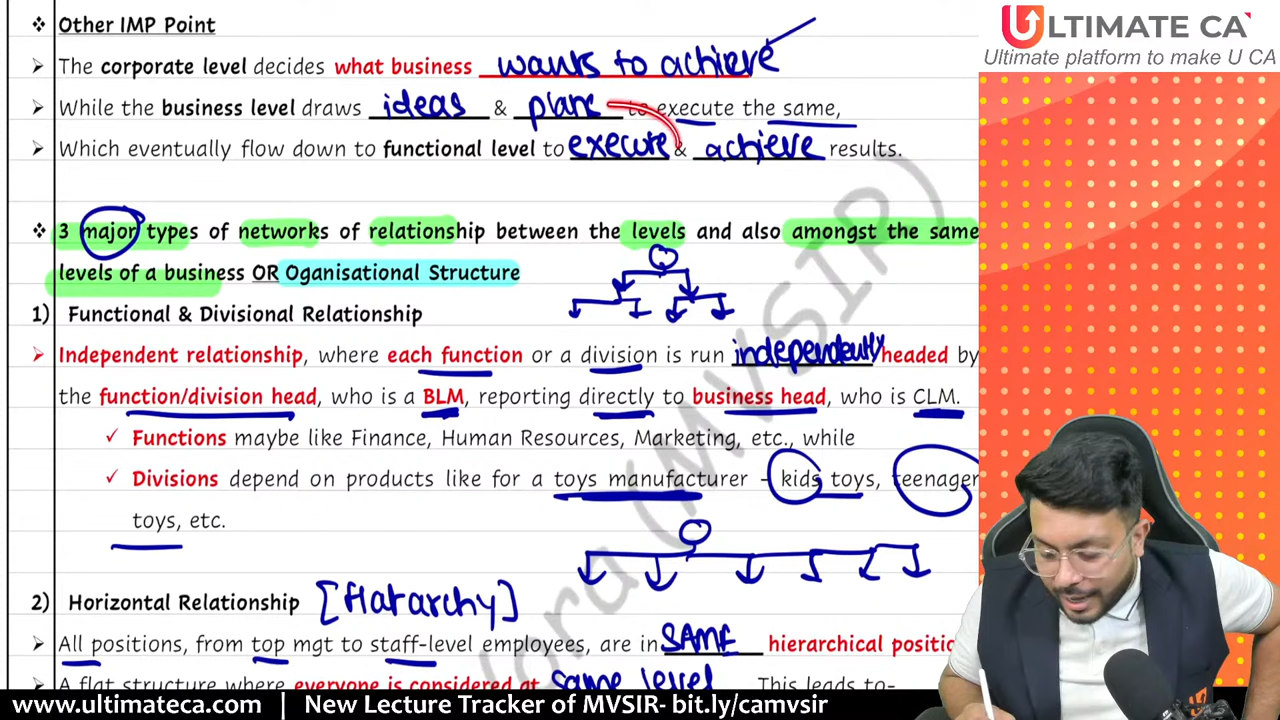 ❖ Other IMP Point
➢ The corporate level decides what business wants to achieve
➢ While the business level draws ideas & plans to execute the same,
➢ Which eventually flow down to functional level to execute & achieve results.
❖ 3 major types of networks of relationship between the levels and also amongst the same
levels of a business OR Oganisational Structure
1) Functional & Divisional Relationship
➢ Independent relationship, where each function or a division is run independently headed by
the function/division head, who is a BLM, reporting directly to business head, who is CLM.
✓ Functions maybe like Finance, Human Resources, Marketing, etc., while
✓ Divisions depend on products like for a toys manufacturer - kids toys, teenager
toys, etc.
2) Horizontal Relationship [Flatarchy]
➢ All positions, from top mgt to staff-level employees, are in SAME hierarchical positio
➢ A flat structure where everyone is considered at same level. This leads to-
ULTIMATE CA
Ultimate platform to make U CA
(MVSIR)
www.ultimateca.com | New Lecture Tracker of MVSIR- bit.ly/camvsir